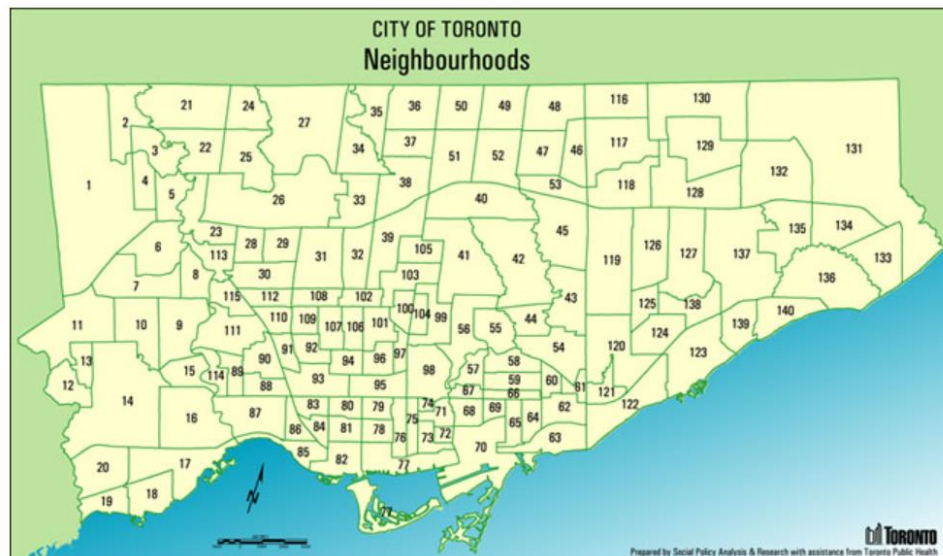 CITY OF TORONTO
Neighbourhoods
21 24 27 35 36 50 49 48 116 130
2 131
3 22 25 34 37 51 52 47 46 117 129
1 4 5 26 33 38 53 118 128 132
40
23 28 29 39 45 135 134
6 113 31 32 105 41 42 119 126 127 137 133
7 8 30 103 136
115 112 108 102 43 125 138
11 10 9 111 110 109 107 106 101 100 104 99 56 55 44 124 139 140
13 15 90 91 92 94 96 97 54 120 123
12 114 89 88 93 95 98 57 58 59 60 61
14 67 66 121
16 87 83 80 79 74 71 68 69 65 64 62 122
86 84 81 78 76 75 73 72 70 63
20 17 85 82 77
19 18 N 77
TORONTO
Prepared by Social Policy Analysis & Research with assistance from Toronto Public Health